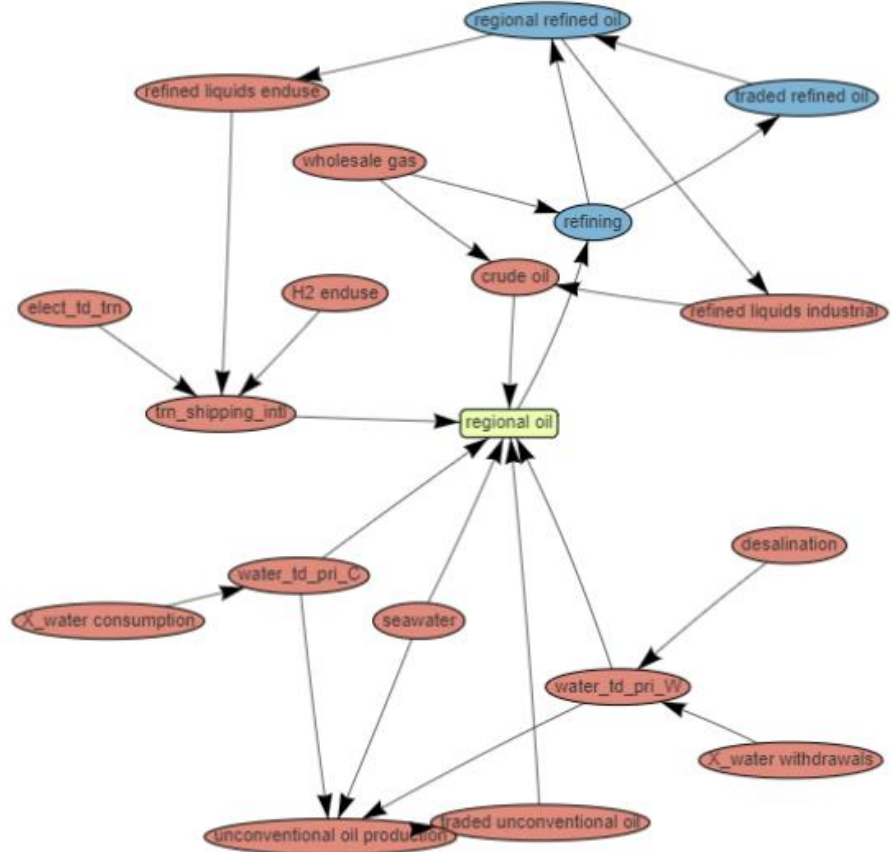 regional refined oil
refined liquids enduse
traded refined oil
wholesale gas
refining
crude oil
H2 enduse
elect_td_trn
refined liquids industrial
trn_shipping_intl
regional oil
desalination
water_td_pri_C
X_water consumption
seawater
water_td_pri_W
X_water withdrawals
unconventional oil production
traded unconventional oil